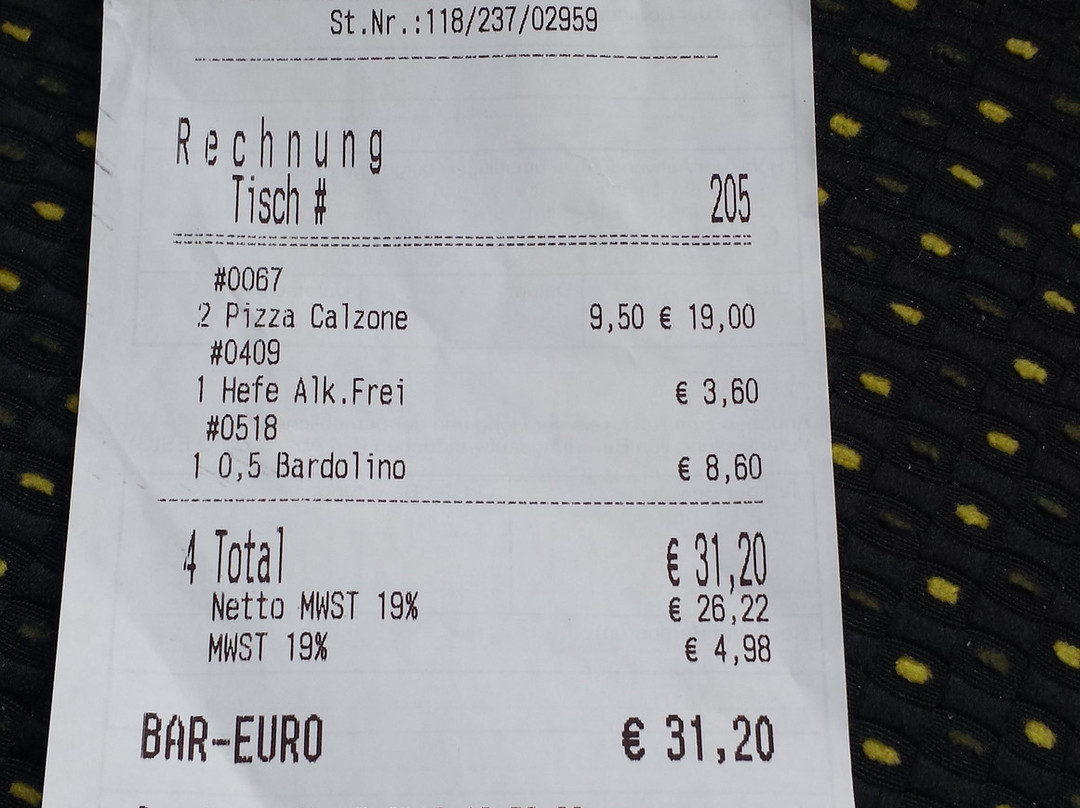 St.Nr.:118/237/02959
Rechnung
Tisch # 205
#0067
2 Pizza Calzone 9,50 € 19,00
#0409
1 Hefe Alk.Frei € 3,60
#0518
1 0,5 Bardolino € 8,60
4 Total € 31,20
Netto MWST 19% € 26,22
MWST 19% € 4,98
BAR-EURO € 31,20